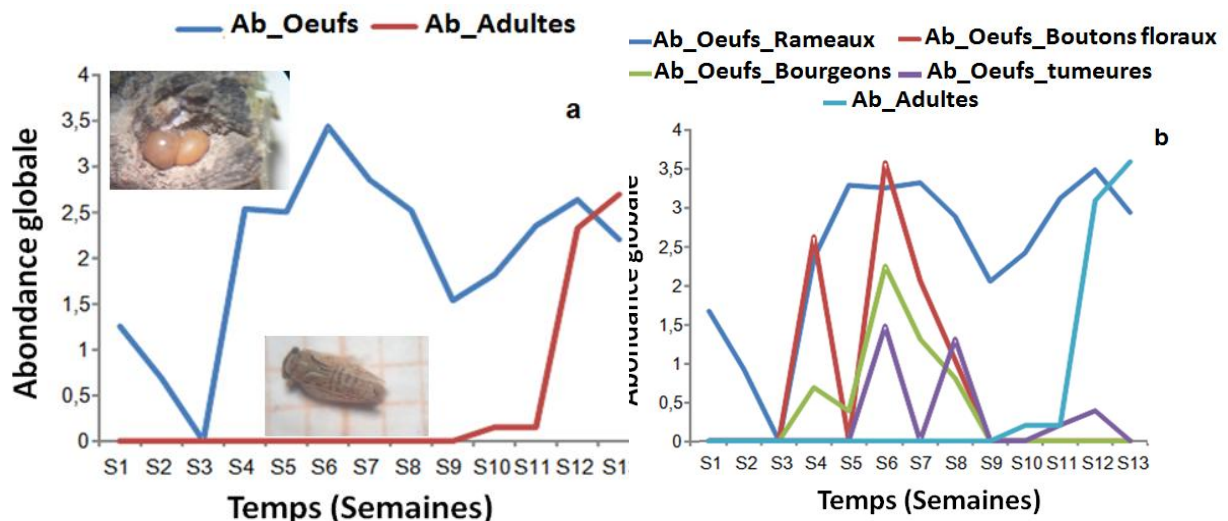 Ab_Oeufs Ab_Adultes
a
Abondance globale
4
3,5
3
2,5
2
1,5
1
0,5
0
S1 S2 S3 S4 S5 S6 S7 S8 S9 S10 S11 S12 S1
Temps (Semaines)
Ab_Oeufs_Rameaux Ab_Oeufs_Boutons floraux
Ab_Oeufs_Bourgeons Ab_Oeufs_tumeures
Ab_Adultes
b
Abondance globale
4
3,5
3
2,5
2
1,5
1
0,5
0
S1 S2 S3 S4 S5 S6 S7 S8 S9 S10 S11 S12 S13
Temps (Semaines)